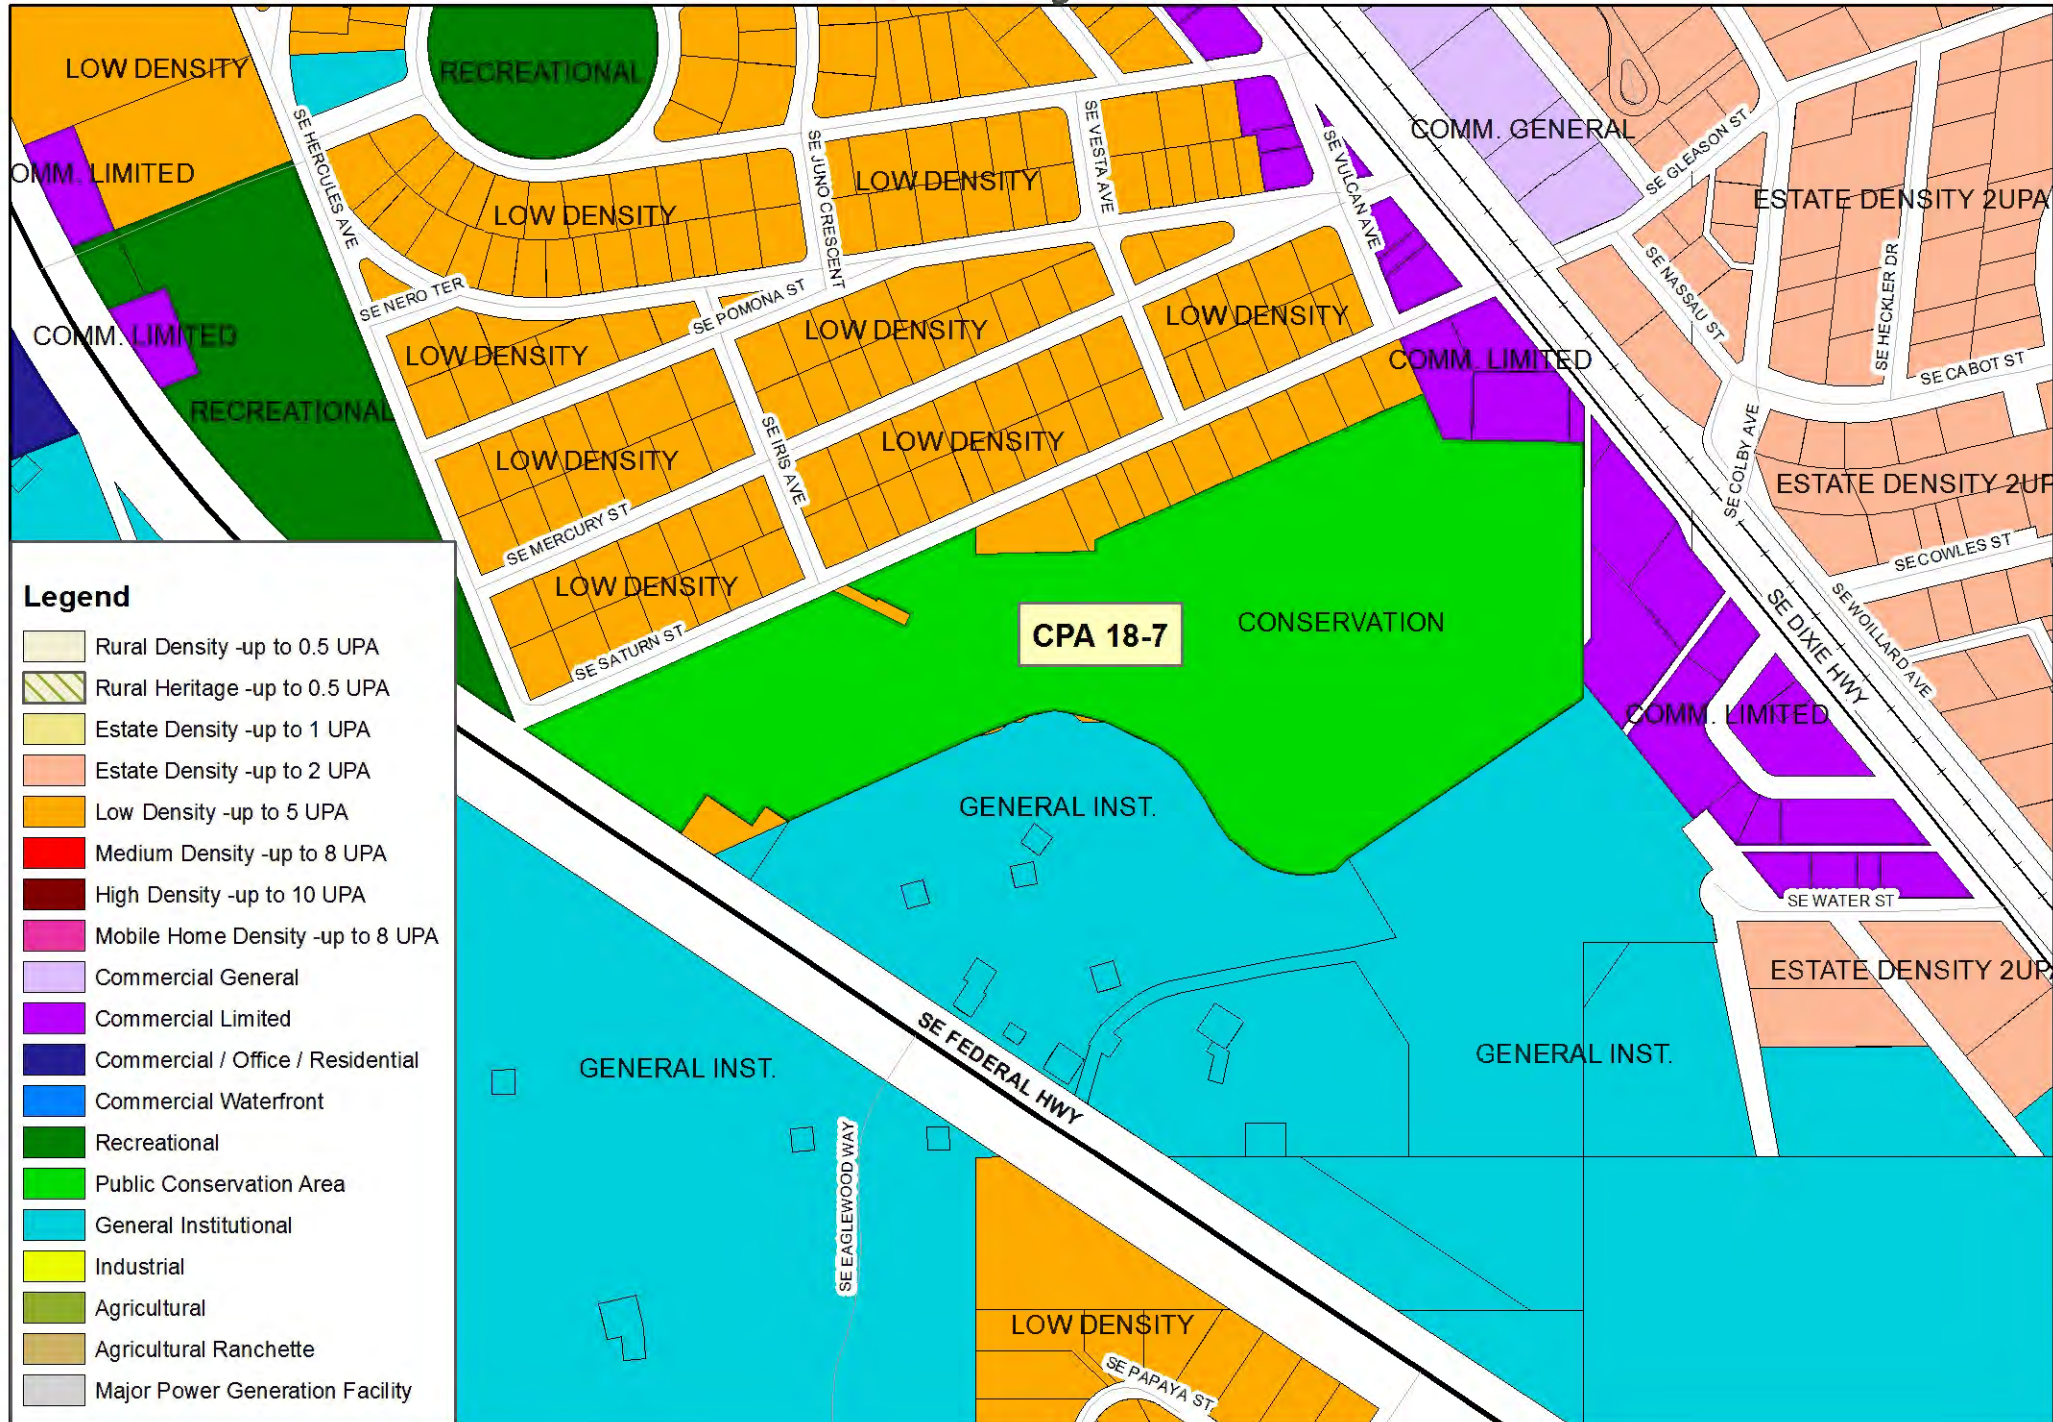 LOW DENSITY
RECREATIONAL
COMM. GENERAL
SE GLEASON ST
SE HERCULES AVE
SE JUNO CRESCENT
SE VESTA AVE
SE VULCAN AVE
OMM. LIMITED
LOW DENSITY
LOW DENSITY
ESTATE DENSITY 2UPA
SE NERO TER
SE POMONA ST
SE NASSAU ST
SE HECKLER DR
COMM. LIMITED
LOW DENSITY
LOW DENSITY
LOW DENSITY
COMM. LIMITED
SE CABOT ST
RECREATIONAL
SE IRIS AVE
LOW DENSITY
LOW DENSITY
SE COLBY AVE
ESTATE DENSITY 2UP
SE MERCURY ST
SE COWLES ST
LOW DENSITY
SE SATURN ST
CPA 18-7
CONSERVATION
SE DIXIE HWY
SE WOILLARD AVE
COMM. LIMITED
GENERAL INST.
SE WATER ST
ESTATE DENSITY 2UP
SE FEDERAL HWY
GENERAL INST.
GENERAL INST.
SE EAGLEWOOD WAY
LOW DENSITY
SE PAPAYA ST
Legend
Rural Density -up to 0.5 UPA
Rural Heritage -up to 0.5 UPA
Estate Density -up to 1 UPA
Estate Density -up to 2 UPA
Low Density -up to 5 UPA
Medium Density -up to 8 UPA
High Density -up to 10 UPA
Mobile Home Density -up to 8 UPA
Commercial General
Commercial Limited
Commercial / Office / Residential
Commercial Waterfront
Recreational
Public Conservation Area
General Institutional
Industrial
Agricultural
Agricultural Ranchette
Major Power Generation Facility